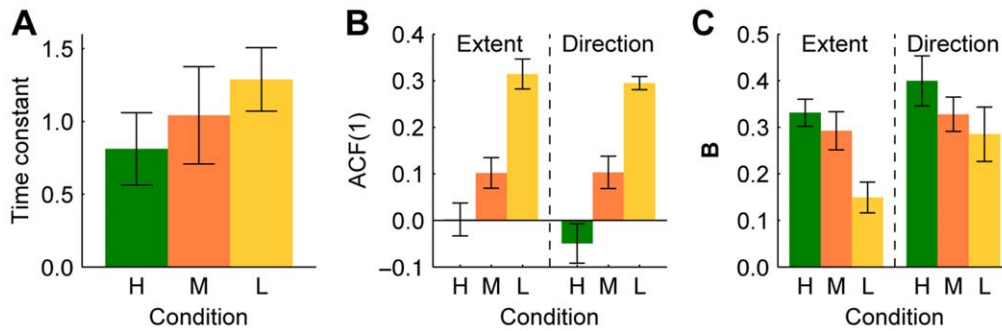 A
Time constant
1.5
1.0
0.5
0.0
H M L
Condition
B
ACF(1)
0.4
0.3
0.2
0.1
0.0
–0.1
Extent Direction
H M L H M L
Condition
C
B
0.5
0.4
0.3
0.2
0.1
0.0
Extent Direction
H M L H M L
Condition